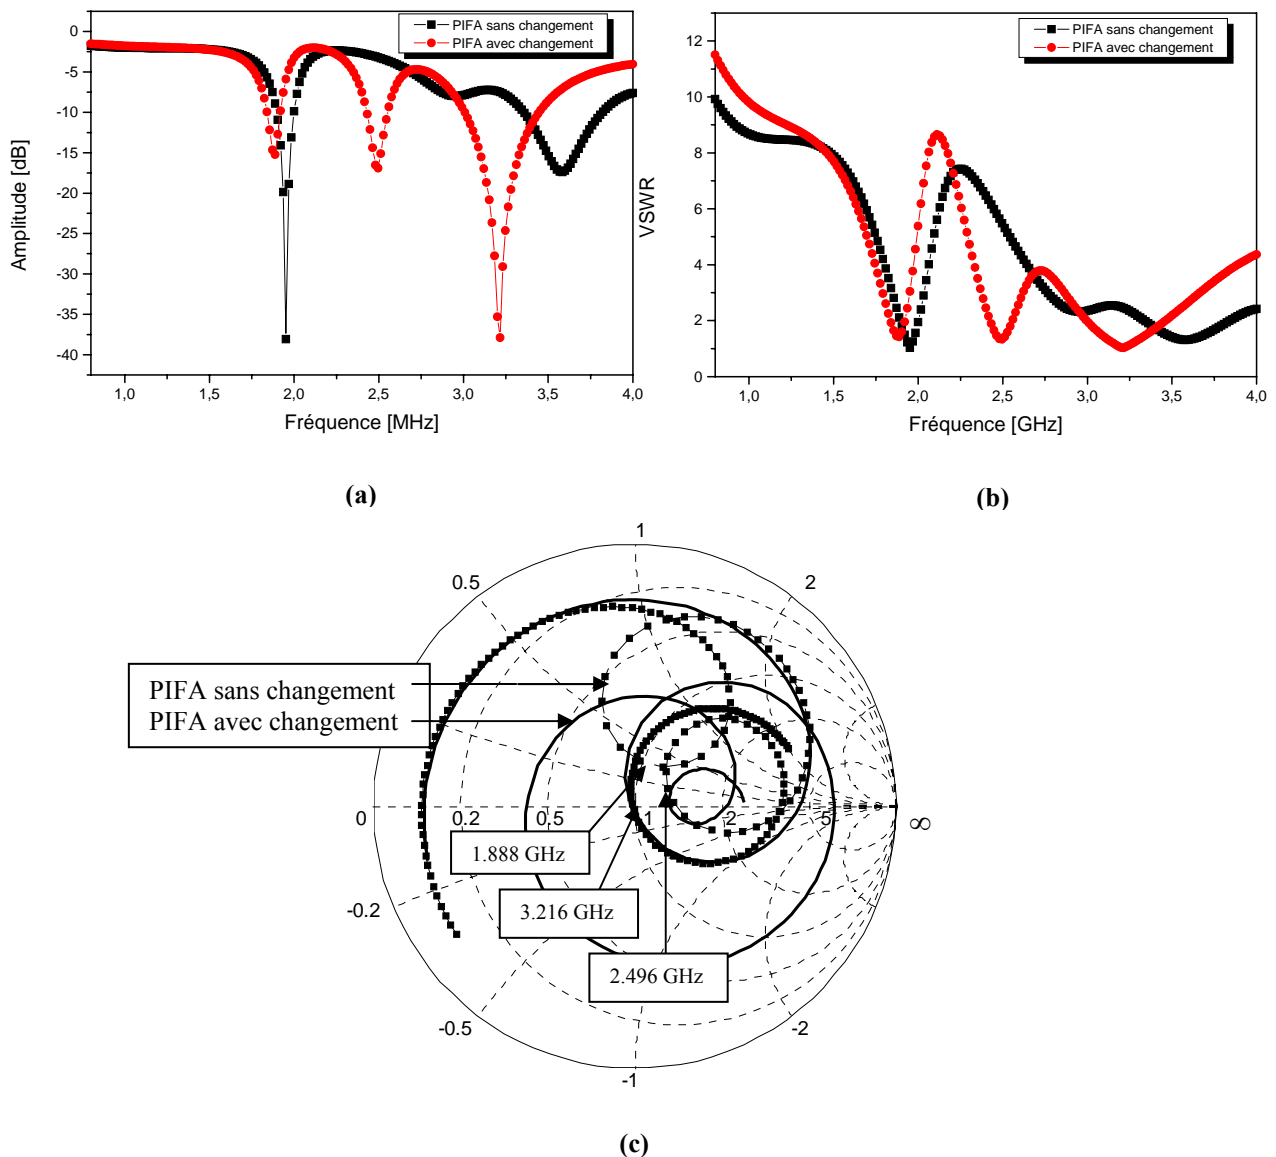 PIFA sans changement
PIFA avec changement
0
-5
-10
-15
-20
-25
-30
-35
-40
Amplitude [dB]
1,0
1,5
2,0
2,5
3,0
3,5
4,0
Fréquence [MHz]
(a)
PIFA sans changement
PIFA avec changement
12
10
8
6
4
2
0
VSWR
1,0
1,5
2,0
2,5
3,0
3,5
4,0
Fréquence [GHz]
(b)
1
0.5
2
PIFA sans changement
PIFA avec changement
0
0.2
0.5
1
2
5
∞
1.888 GHz
3.216 GHz
2.496 GHz
-0.2
-0.5
-2
-1
(c)